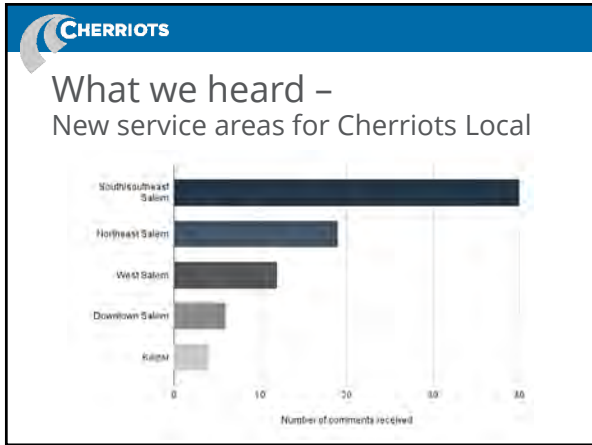 CHERRIOTS
What we heard –
New service areas for Cherriots Local
South/southeast
Salem
Northeast Salem
West Salem
Downtown Salem
Keizer
0
10
20
30
Number of comments received